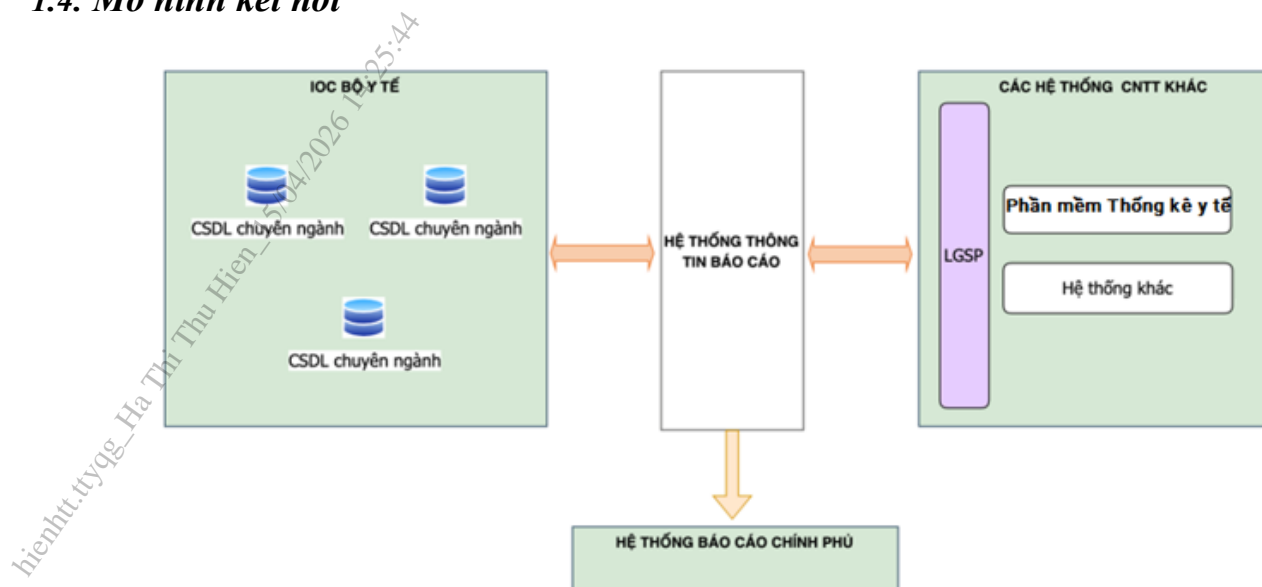 1.4. Mô hình kết nối
IOC BỘ Y TẾ
CSDL chuyên ngành
CSDL chuyên ngành
CSDL chuyên ngành
HỆ THỐNG THÔNG
TIN BÁO CÁO
CÁC HỆ THỐNG CNTT KHÁC
LGSP
Phần mềm Thống kê y tế
Hệ thống khác
HỆ THỐNG BÁO CÁO CHÍNH PHỦ
hienhtt.ttyqg_Ha Thi Thu Hien_5/04/2026 14:25:44